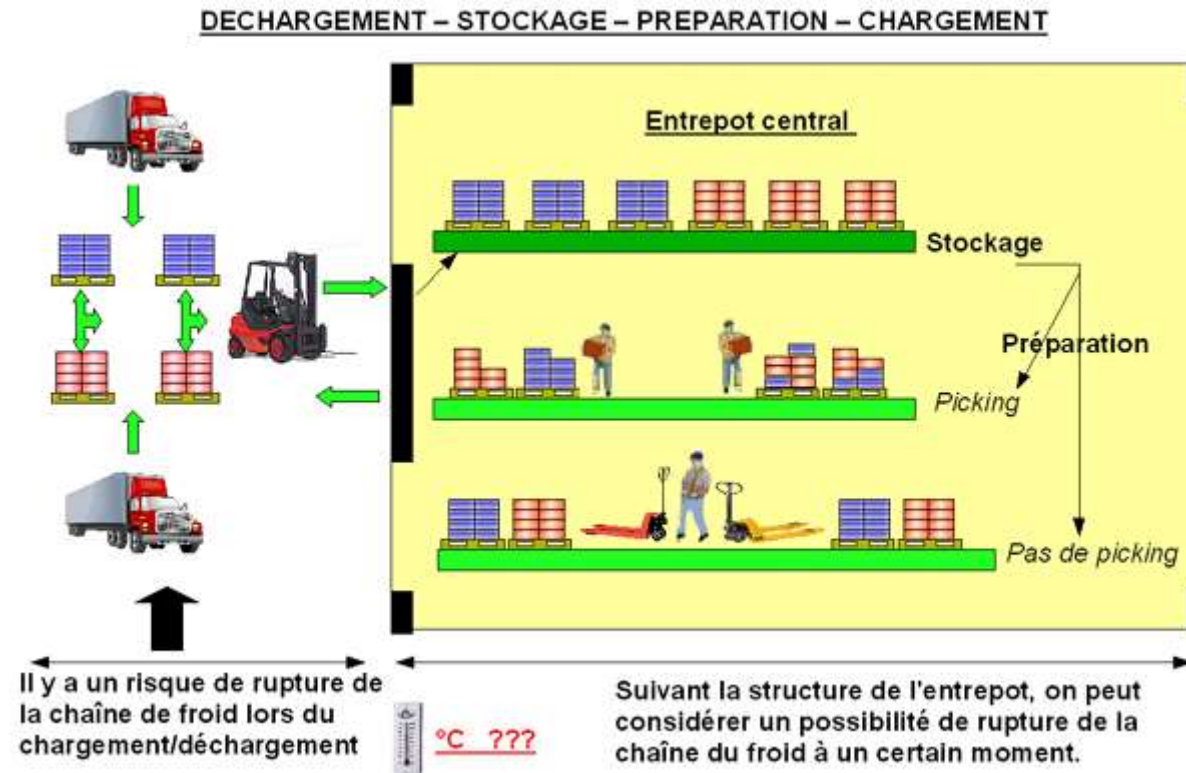 DECHARGEMENT – STOCKAGE – PREPARATION – CHARGEMENT
Entrepot central
Stockage
Préparation
Picking
Pas de picking
Il y a un risque de rupture de
la chaîne de froid lors du
chargement/déchargement
°C ???
Suivant la structure de l'entrepot, on peut
considérer un possibilité de rupture de la
chaîne du froid à un certain moment.